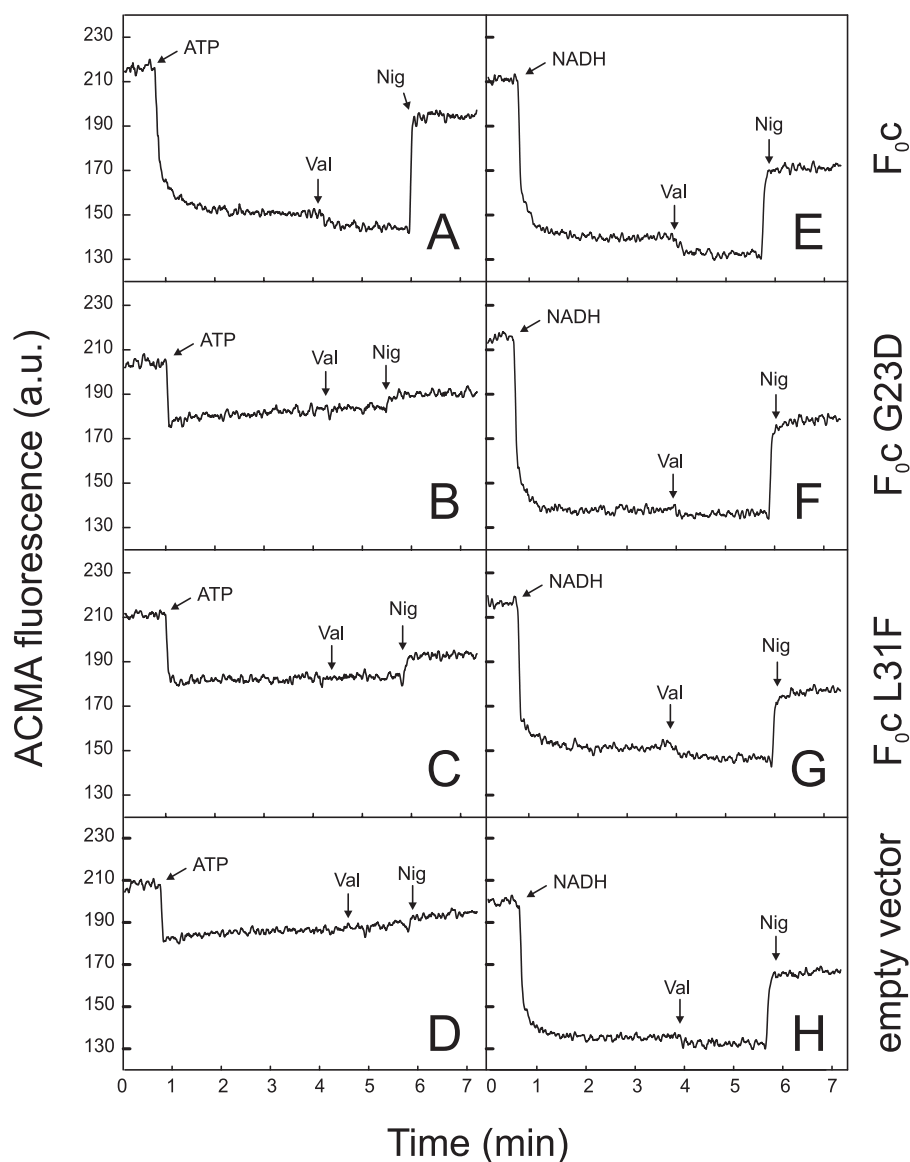 230
210
190
170
150
130
ATP
Val
Nig
A
NADH
Val
Nig
E
F₀c
230
210
190
170
150
130
ATP
Val
Nig
B
NADH
Val
Nig
F
F₀c G23D
230
210
190
170
150
130
ATP
Val
Nig
C
NADH
Val
Nig
G
F₀c L31F
230
210
190
170
150
130
ATP
Val
Nig
D
NADH
Val
Nig
H
empty vector
0 1 2 3 4 5 6 7
1 2 3 4 5 6 7
ACMA fluorescence (a.u.)
Time (min)